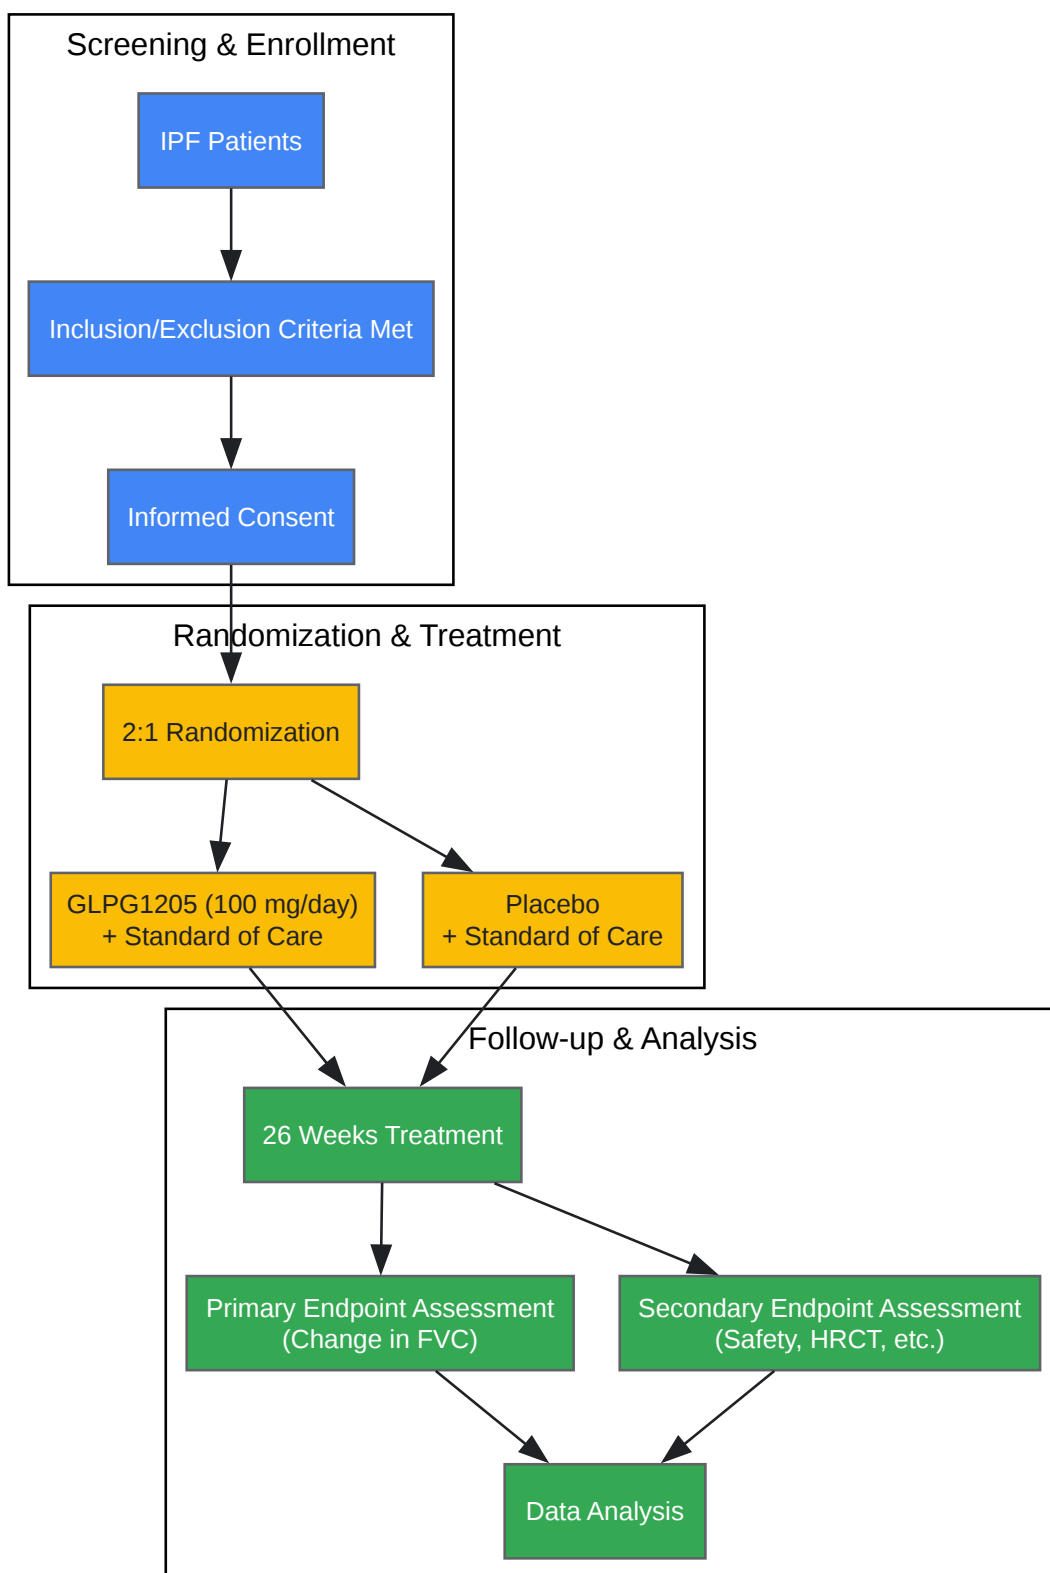 Screening & Enrollment
IPF Patients
Inclusion/Exclusion Criteria Met
Informed Consent
Randomization & Treatment
2:1 Randomization
GLPG1205 (100 mg/day)
+ Standard of Care
Placebo
+ Standard of Care
Follow-up & Analysis
26 Weeks Treatment
Primary Endpoint Assessment
(Change in FVC)
Secondary Endpoint Assessment
(Safety, HRCT, etc.)
Data Analysis